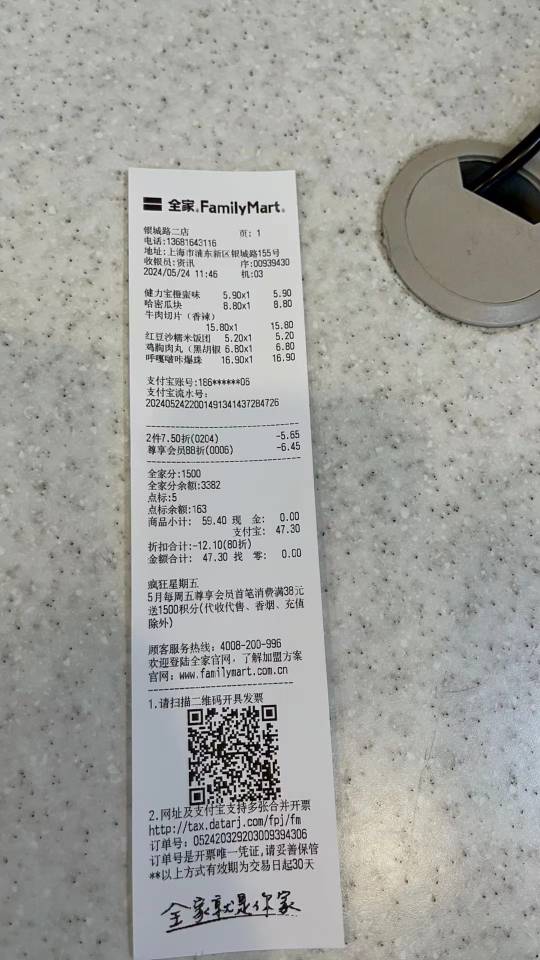 全家 FamilyMart
银城路二店 页: 1
电话:13681643116
地址:上海市浦东新区银城路155号
收银员:资讯 序:00939430
2024/05/24 11:46 机:03
健力宝橙蜜味 5.90x1 5.90
哈密瓜块 8.80x1 8.80
牛肉切片(香辣)
15.80x1 15.80
红豆沙糯米饭团 5.20x1 5.20
鸡胸肉丸(黑胡椒 6.80x1 6.80
呼嘎啵咔爆珠 16.90x1 16.90
支付宝账号:186******06
支付宝流水号:
2024052422001491341437284726
2件7.50折(0204) -5.65
尊享会员88折(0006) -6.45
全家分:1500
全家分余额:3382
点标:5
点标余额:163
商品小计: 59.40 现 金: 0.00
支付宝: 47.30
折扣合计:-12.10(80折)
金额合计: 47.30 找 零: 0.00
疯狂星期五
5月每周五尊享会员首笔消费满38元
送1500积分(代收代售、香烟、充值
除外)
顾客服务热线: 4008-200-996
欢迎登陆全家官网,了解加盟方案
官网: www.familymart.com.cn
1.请扫描二维码开具发票
2.网址及支付宝支持多张合并开票
http://tax.datarj.com/fpj/fm
订单号: 052420329203009394306
订单号是开票唯一凭证,请妥善保管
**以上方式有效期为交易日起30天
全家就是你家